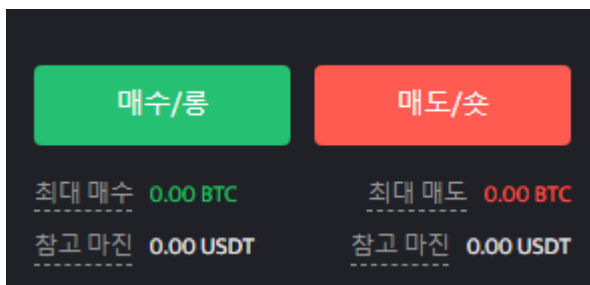 매수/롱 매도/숏
최대 매수 0.00 BTC 최대 매도 0.00 BTC
참고 마진 0.00 USDT 참고 마진 0.00 USDT